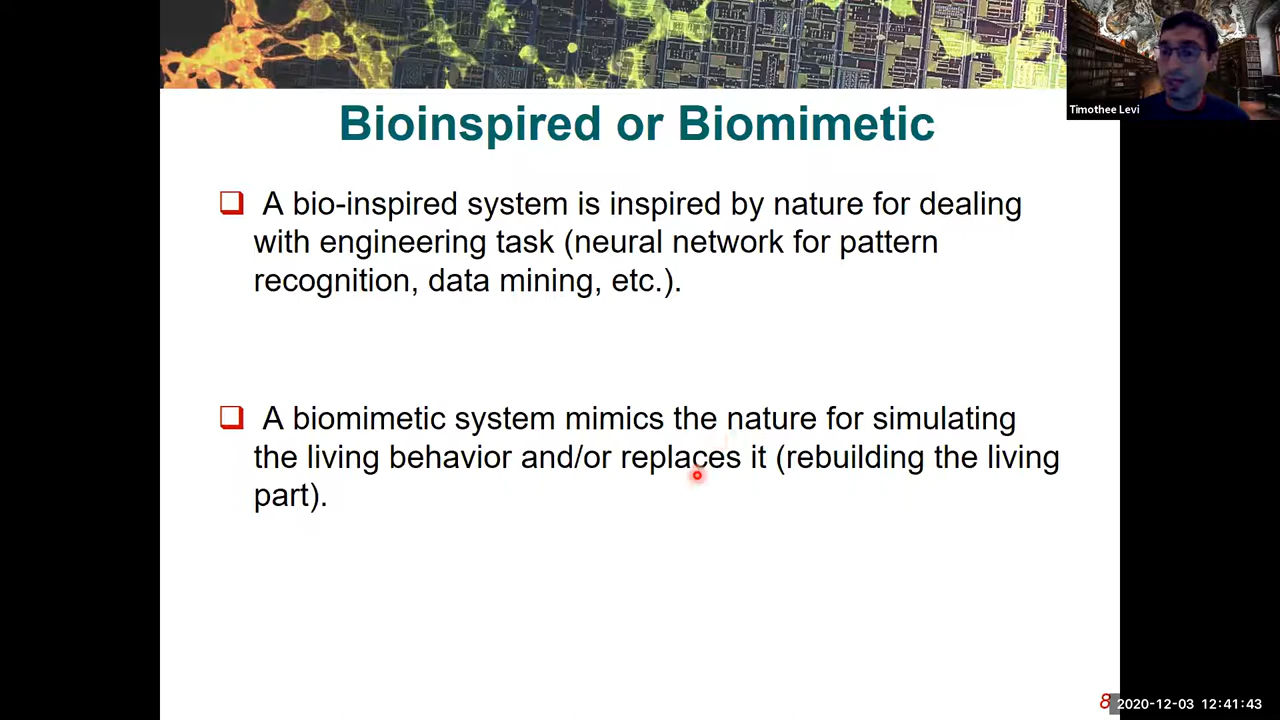 Timothee Levi
Bioinspired or Biomimetic
A bio-inspired system is inspired by nature for dealing
with engineering task (neural network for pattern
recognition, data mining, etc.).
A biomimetic system mimics the nature for simulating
the living behavior and/or replaces it (rebuilding the living
part).
8
2020-12-03 12:41:43